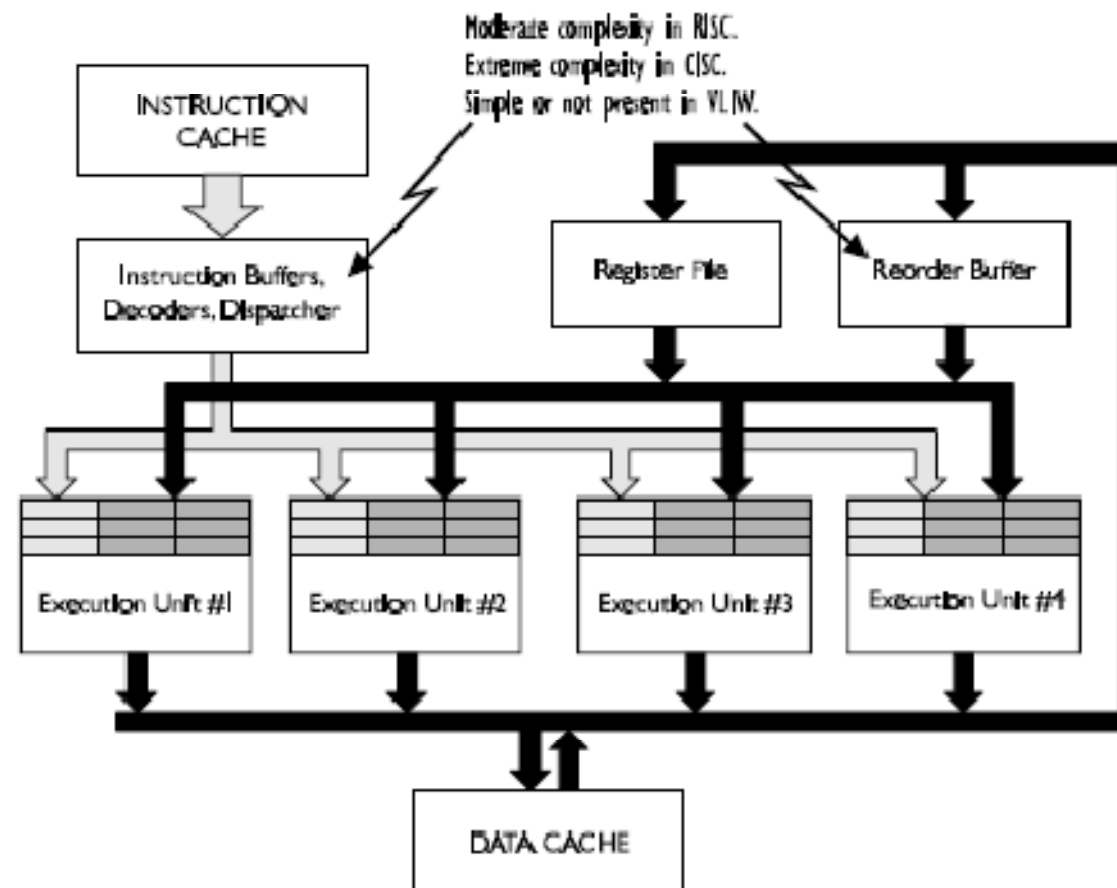 Moderate complexity in RISC.
Extreme complexity in CISC.
Simple or not present in VLIW.
INSTRUCTION
CACHE
Instruction Buffers,
Decoders, Dispatcher
Register File
Reorder Buffer
Execution Unit #1
Execution Unit #2
Execution Unit #3
Execution Unit #4
DATA CACHE